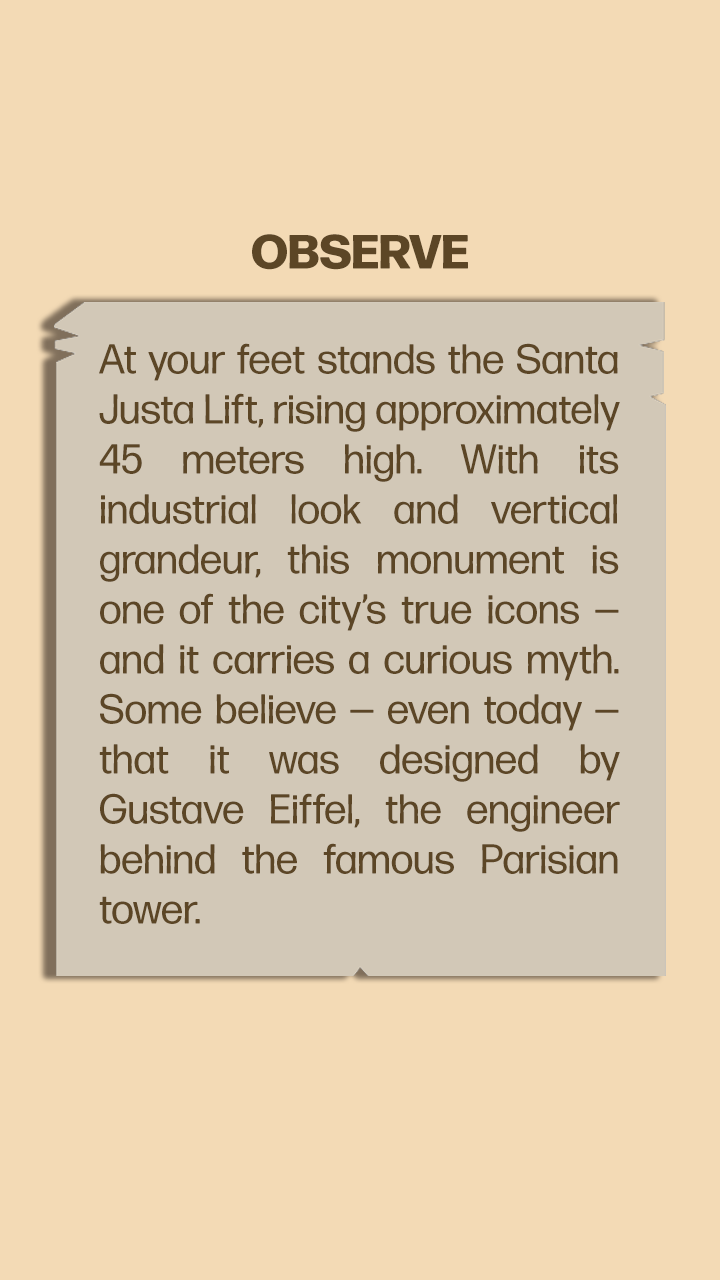 OBSERVE
At your feet stands the Santa
Justa Lift, rising approximately
45 meters high. With its
industrial look and vertical
grandeur, this monument is
one of the city’s true icons –
and it carries a curious myth.
Some believe – even today –
that it was designed by
Gustave Eiffel, the engineer
behind the famous Parisian
tower.